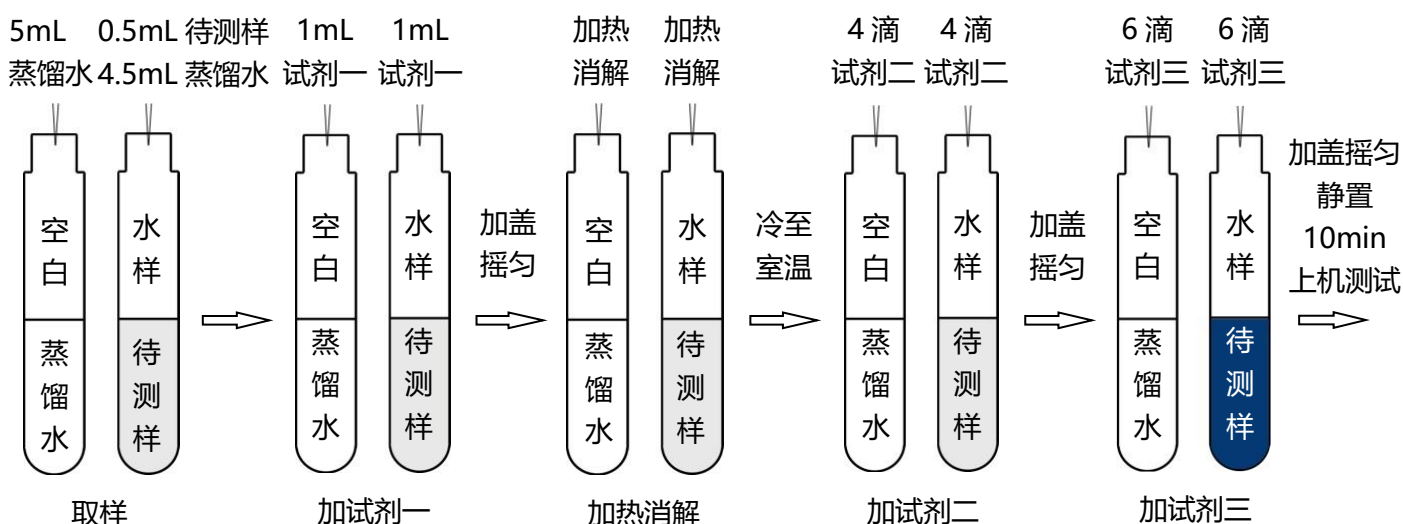 5mL 0.5mL 待测样 1mL 1mL 加热 加热 4 滴 4 滴 6 滴 6 滴
蒸馏水 4.5mL 蒸馏水 试剂一 试剂一 消解 消解 试剂二 试剂二 试剂三 试剂三
空白
蒸馏水
水样
待测样
空白
蒸馏水
水样
待测样
加盖
摇匀
空白
蒸馏水
水样
待测样
冷至
室温
空白
蒸馏水
水样
待测样
加盖
摇匀
空白
蒸馏水
水样
待测样
加盖摇匀
静置
10min
上机测试
取样 加试剂一 加热消解 加试剂二 加试剂三